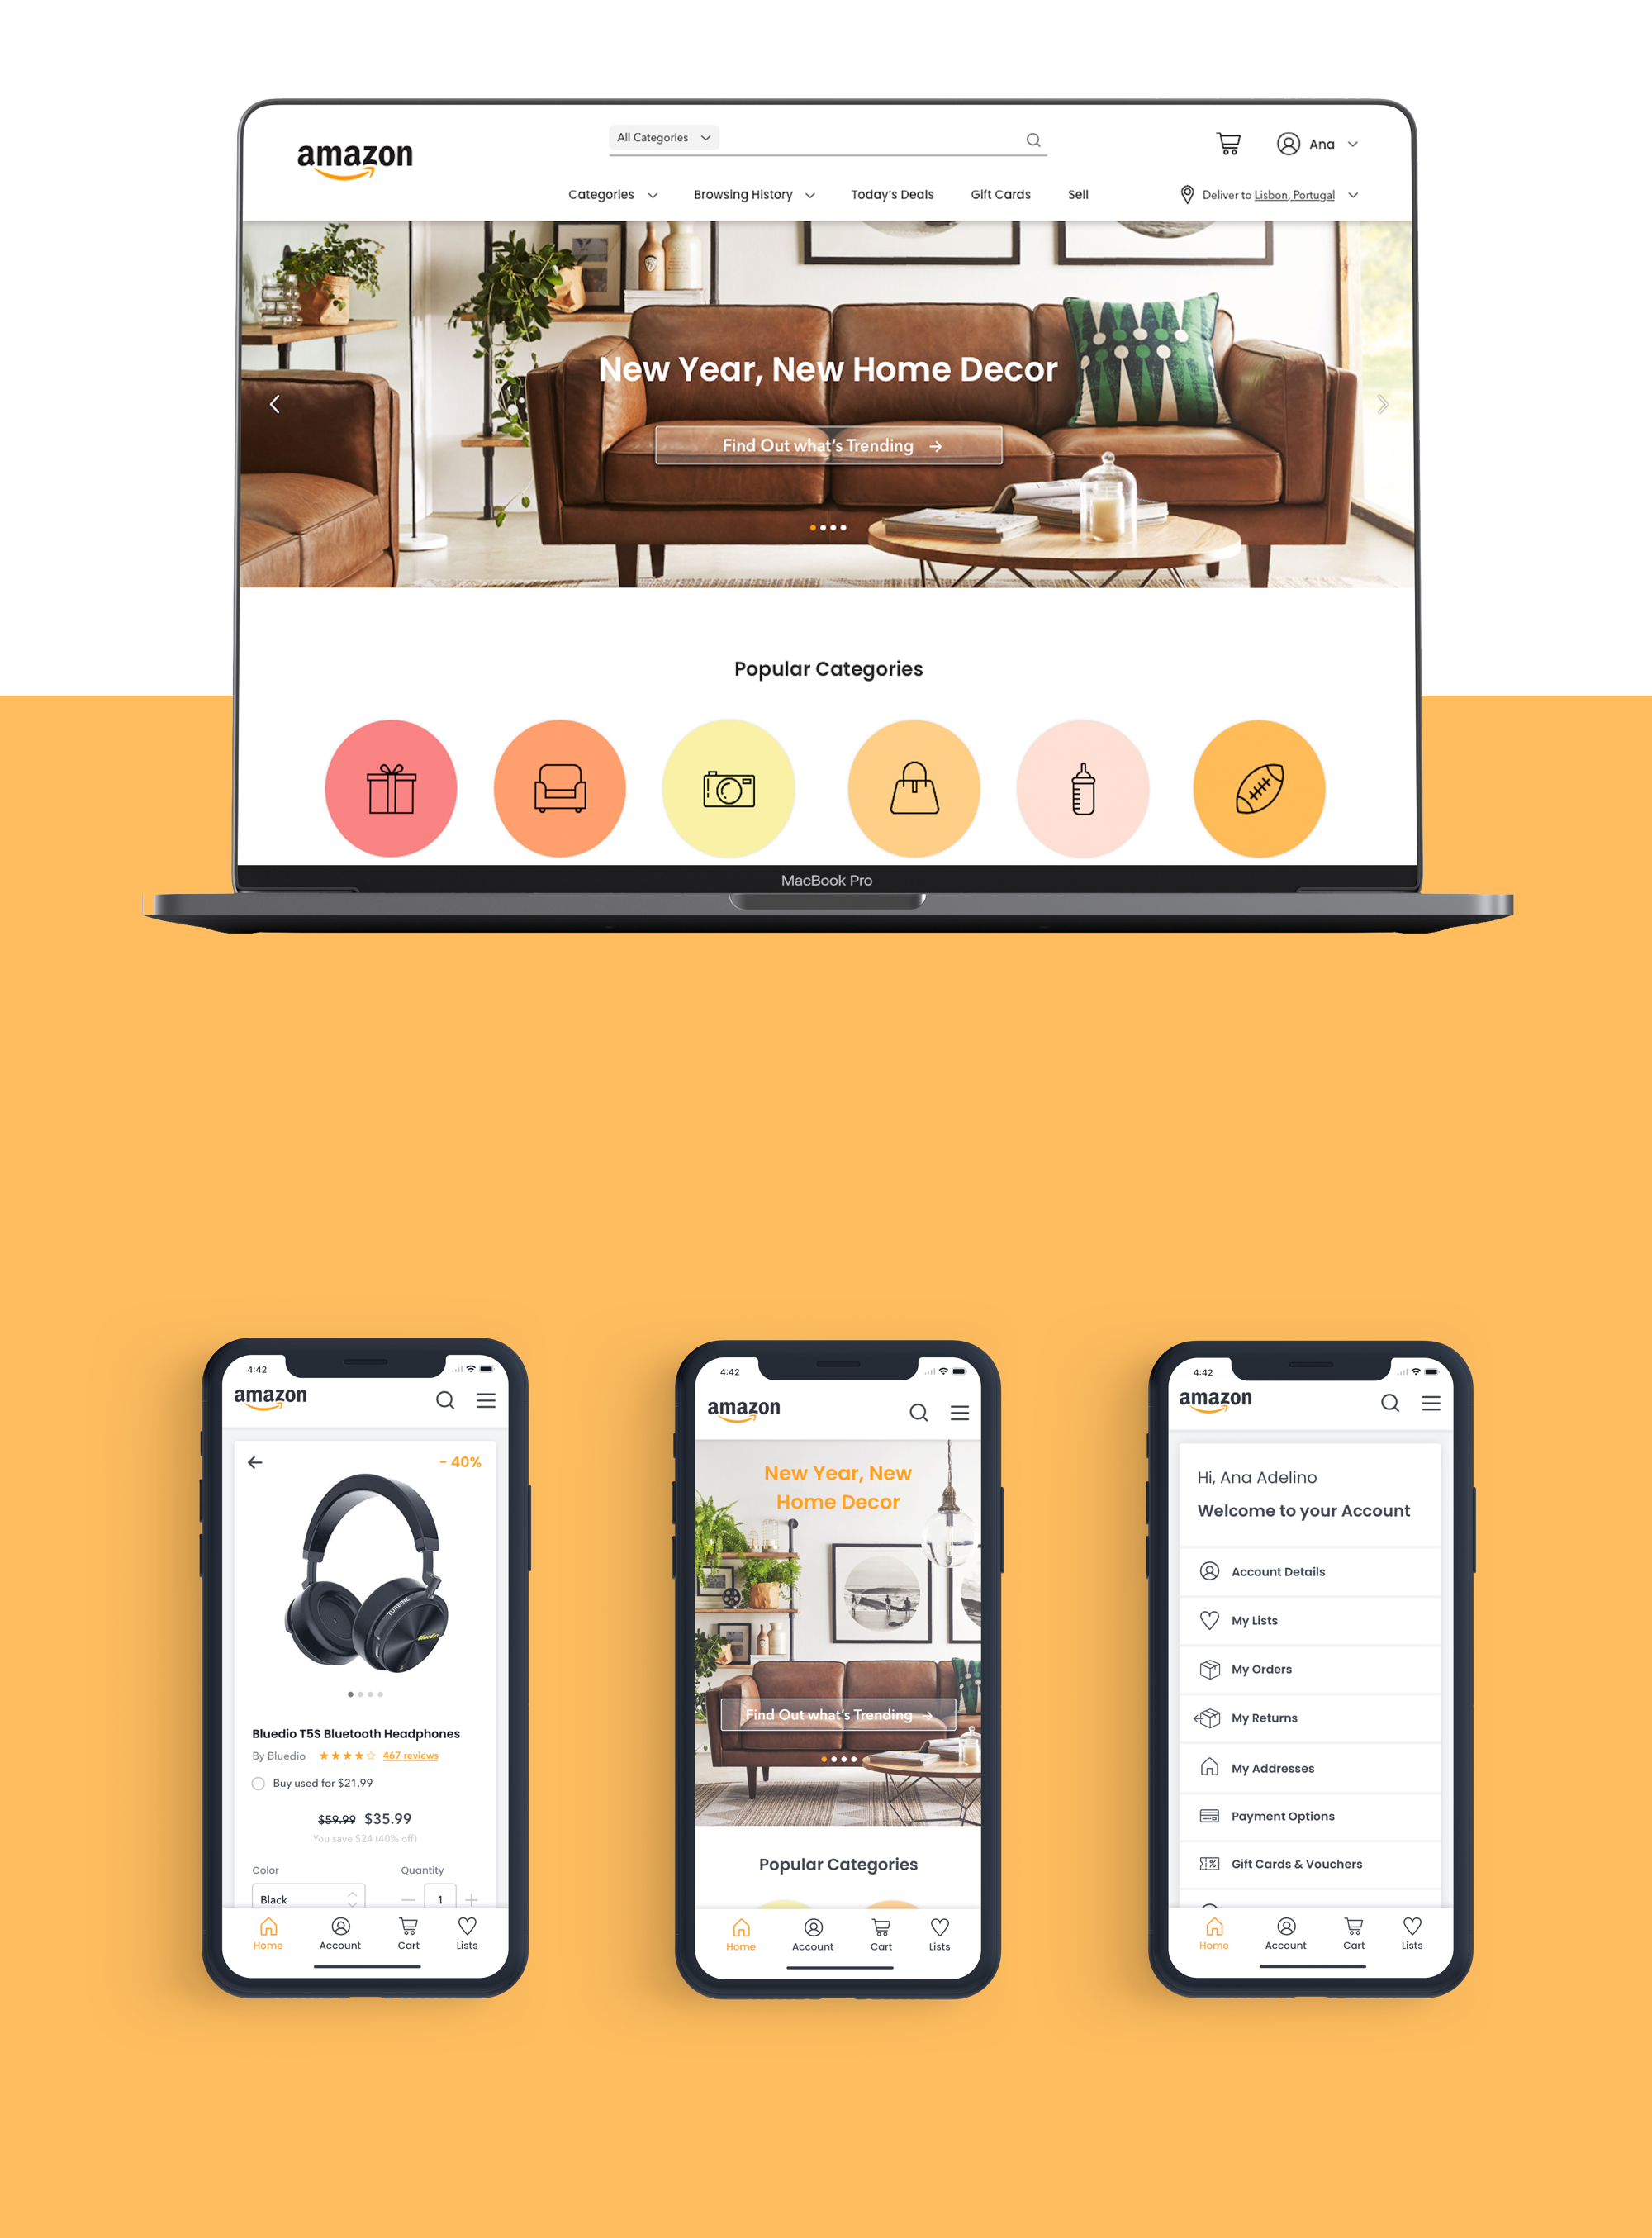 amazon
All Categories
Ana
Categories
Browsing History
Today's Deals
Gift Cards
Sell
Deliver to Lisbon, Portugal
New Year, New Home Decor
Find Out what's Trending →
Popular Categories
MacBook Pro
4:42
amazon
- 40%
TURBINE
Bluedio
Bluedio T5S Bluetooth Headphones
By Bluedio
467 reviews
Buy used for $21.99
$59.99 $35.99
You save $24 (40% off)
Color
Quantity
Black
1
Home
Account
Cart
Lists
4:42
amazon
New Year, New
Home Decor
Find Out what's Trending →
Popular Categories
Home
Account
Cart
Lists
4:42
amazon
Hi, Ana Adelino
Welcome to your Account
Account Details
My Lists
My Orders
My Returns
My Addresses
Payment Options
Gift Cards & Vouchers
Home
Account
Cart
Lists